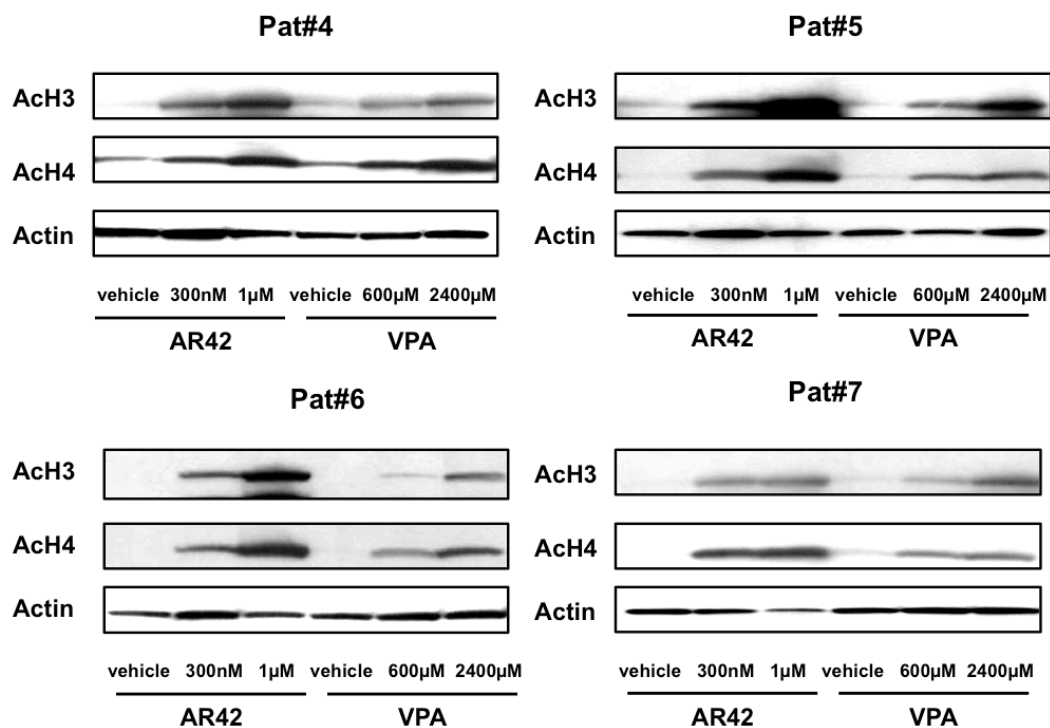 Pat#4
AcH3
AcH4
Actin
vehicle 300nM 1µM vehicle 600µM 2400µM
AR42 VPA
Pat#5
AcH3
AcH4
Actin
vehicle 300nM 1µM vehicle 600µM 2400µM
AR42 VPA
Pat#6
AcH3
AcH4
Actin
vehicle 300nM 1µM vehicle 600µM 2400µM
AR42 VPA
Pat#7
AcH3
AcH4
Actin
vehicle 300nM 1µM vehicle 600µM 2400µM
AR42 VPA